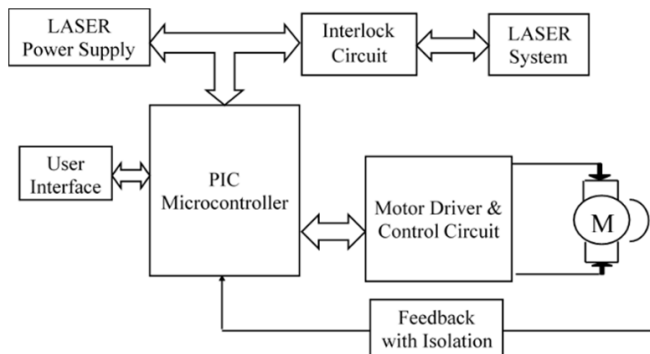 LASER
Power Supply
Interlock
Circuit
LASER
System
User
Interface
PIC
Microcontroller
Motor Driver &
Control Circuit
M
Feedback
with Isolation